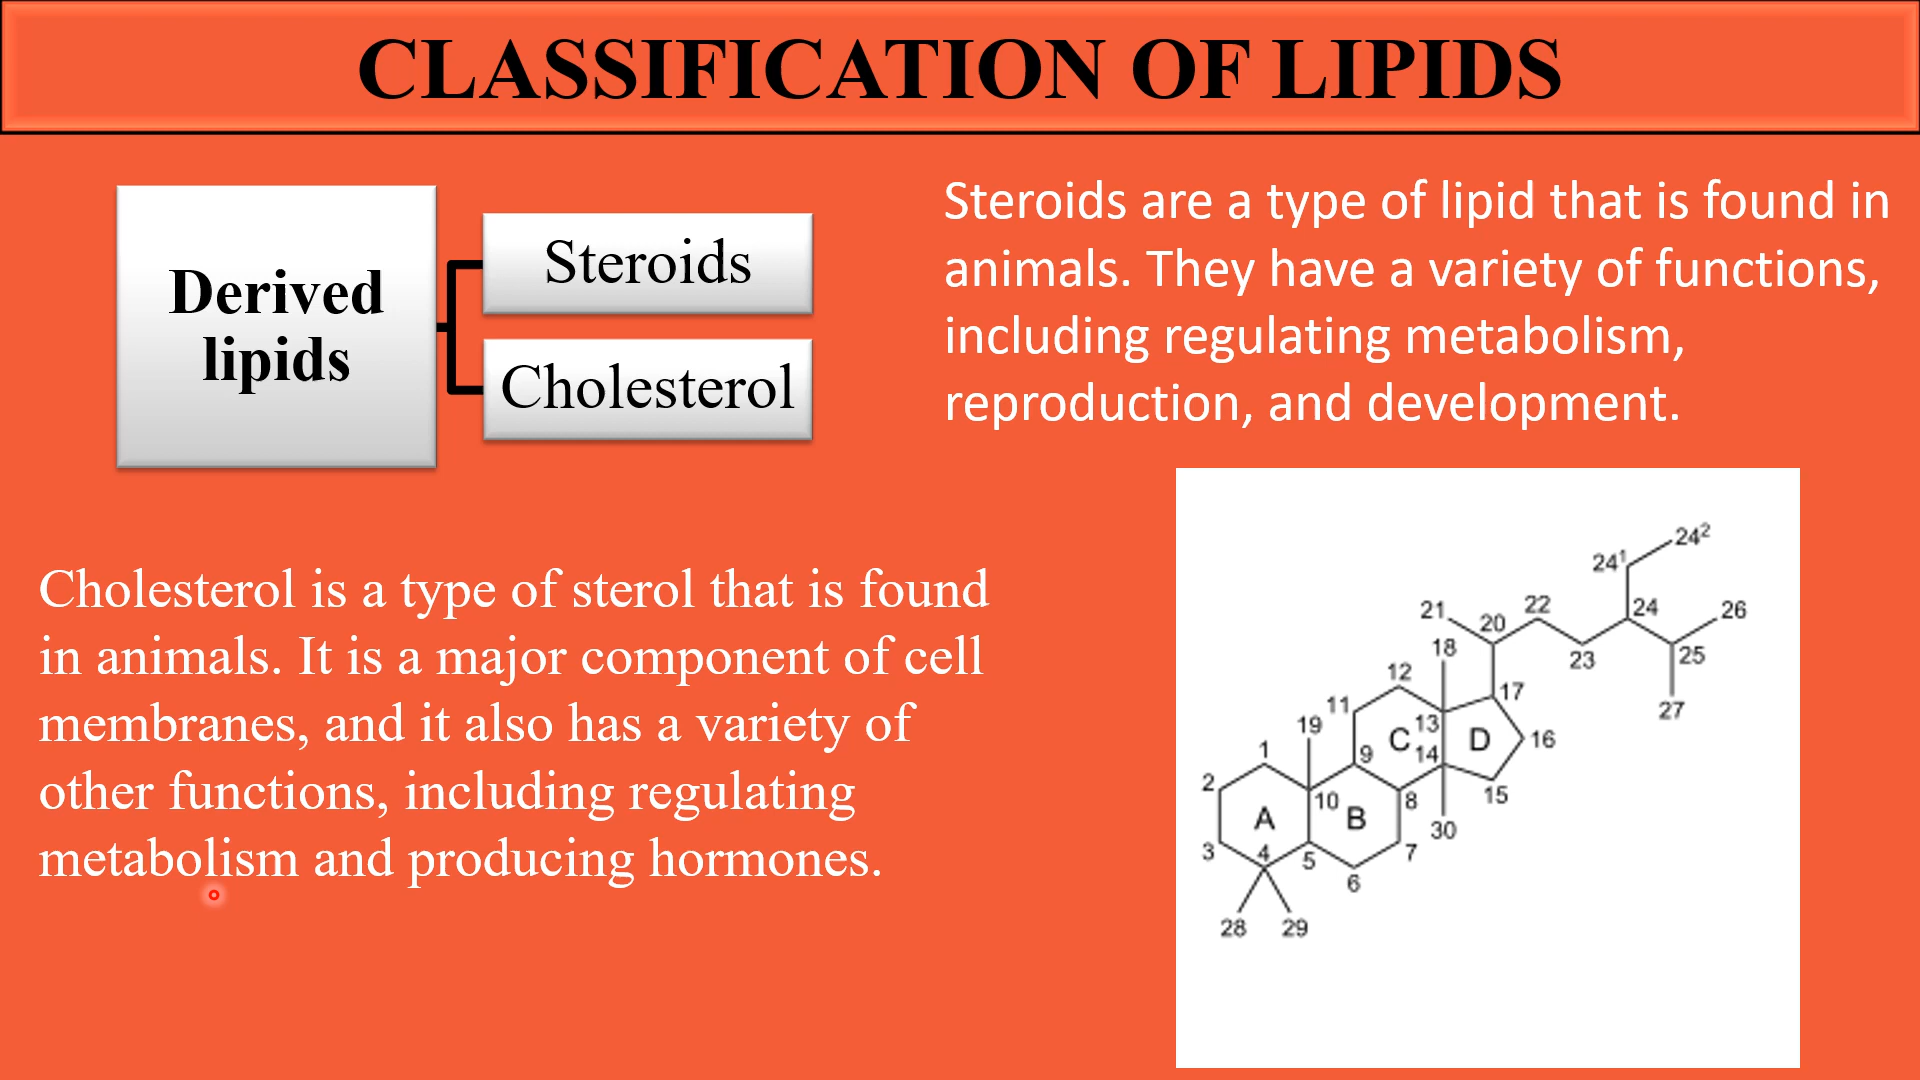 CLASSIFICATION OF LIPIDS
Derived
lipids
Steroids
Cholesterol
Steroids are a type of lipid that is found in
animals. They have a variety of functions,
including regulating metabolism,
reproduction, and development.
Cholesterol is a type of sterol that is found
in animals. It is a major component of cell
membranes, and it also has a variety of
other functions, including regulating
metabolism and producing hormones.
24²
24¹
21 20 22 24 26
18 23 25
12 17 27
11 13
19 C D 16
1 9 14
2 10 8 15
A B 30
3 4 5 7
6
28 29